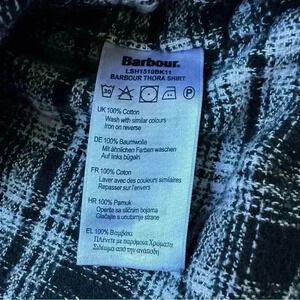 Barbour.
LSH1510BK11
BARBOUR THORA SHIRT
30 P
UK 100% Cotton
Wash with similar colours
Iron on reverse
DE 100% Baumwolle
Mit ähnlichen Farben waschen
Auf links bügeln
FR 100% Coton
Laver avec des couleurs similaires
Repasser sur l'envers
HR 100% Pamuk
Operite sa sličnim bojama
Glačajte s unutarnje strane
EL 100% Βαμβάκι
Πλένετε με παρόμοια Χρώματα
Σιδέρωμα από την ανάποδη